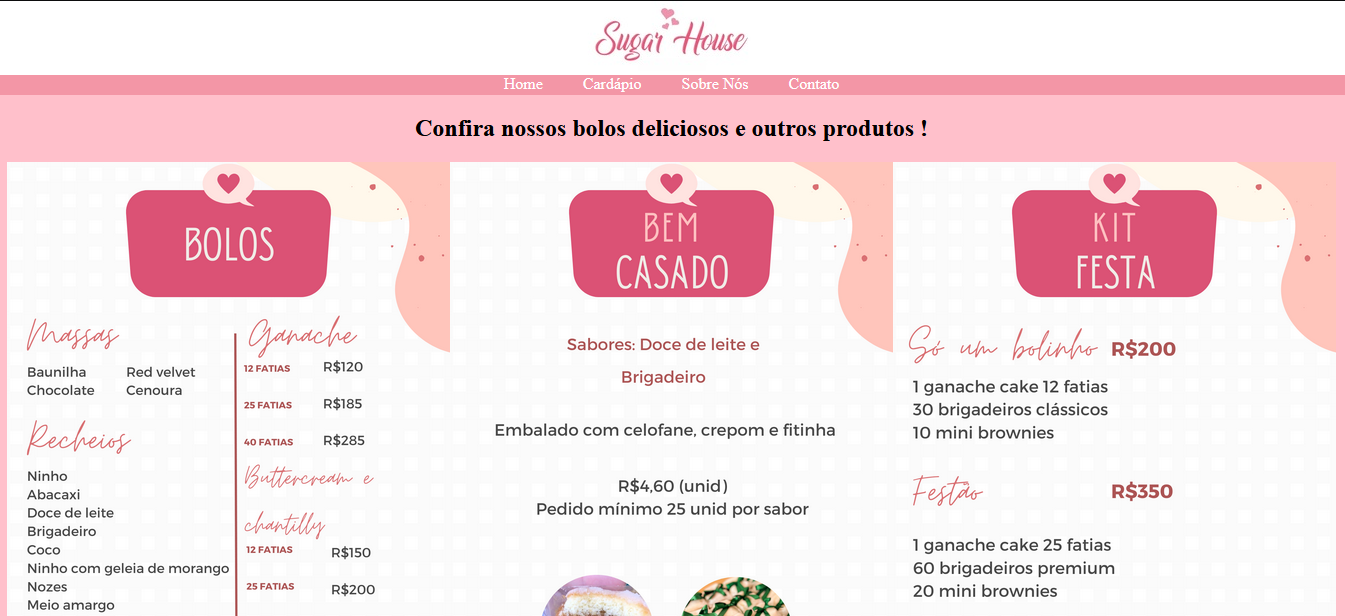 Sugar House
Home Cardápio Sobre Nós Contato
Confira nossos bolos deliciosos e outros produtos !
BOLOS
Massas
Baunilha Red velvet
Chocolate Cenoura
Recheios
Ninho
Abacaxi
Doce de leite
Brigadeiro
Coco
Ninho com geleia de morango
Nozes
Meio amargo
Ganache
12 FATIAS R$120
25 FATIAS R$185
40 FATIAS R$285
Buttercream e
chantilly
12 FATIAS R$150
25 FATIAS R$200
BEM
CASADO
Sabores: Doce de leite e
Brigadeiro
Embalado com celofane, crepom e fitinha
R$4,60 (unid)
Pedido mínimo 25 unid por sabor
KIT
FESTA
Só um bolinho R$200
1 ganache cake 12 fatias
30 brigadeiros clássicos
10 mini brownies
Festão R$350
1 ganache cake 25 fatias
60 brigadeiros premium
20 mini brownies